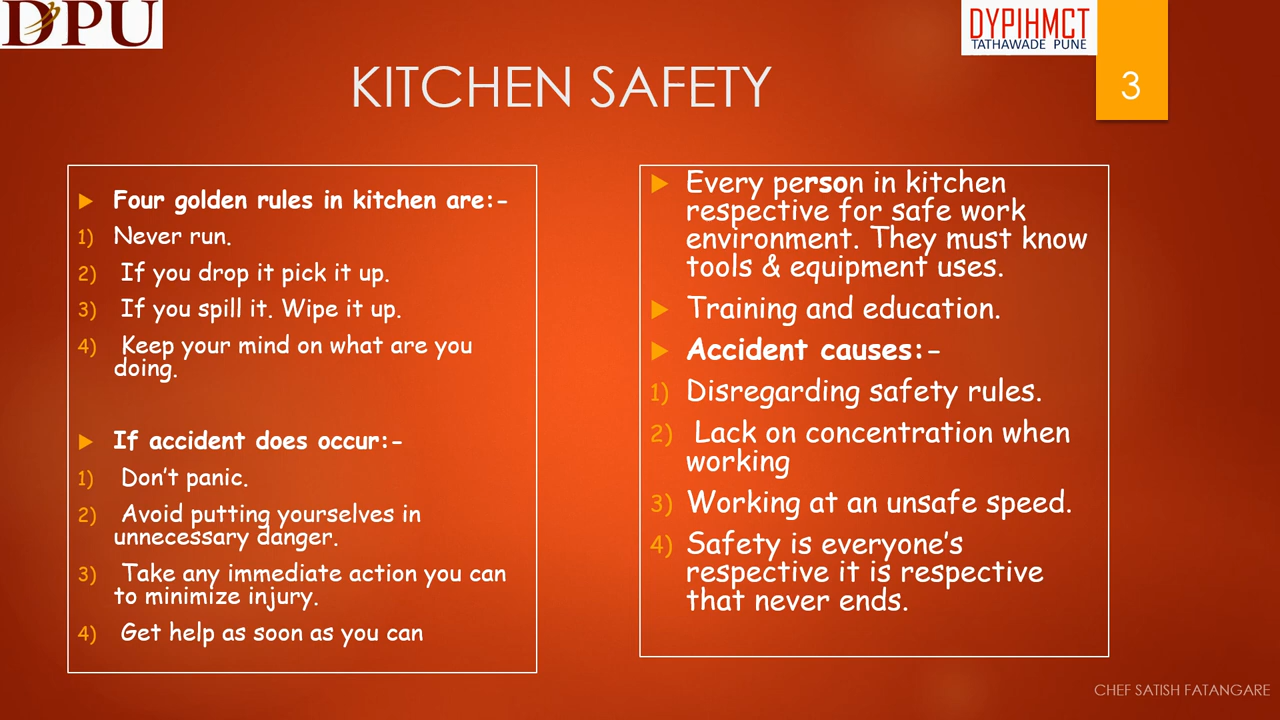 DPU
DYPIHMCT
TATHAWADE PUNE
KITCHEN SAFETY
3
Four golden rules in kitchen are:-
1) Never run.
2) If you drop it pick it up.
3) If you spill it. Wipe it up.
4) Keep your mind on what are you
doing.
If accident does occur:-
1) Don't panic.
2) Avoid putting yourselves in
unnecessary danger.
3) Take any immediate action you can
to minimize injury.
4) Get help as soon as you can
Every person in kitchen
respective for safe work
environment. They must know
tools & equipment uses.
Training and education.
Accident causes:-
1) Disregarding safety rules.
2) Lack on concentration when
working
3) Working at an unsafe speed.
4) Safety is everyone's
respective it is respective
that never ends.
CHEF SATISH FATANGARE